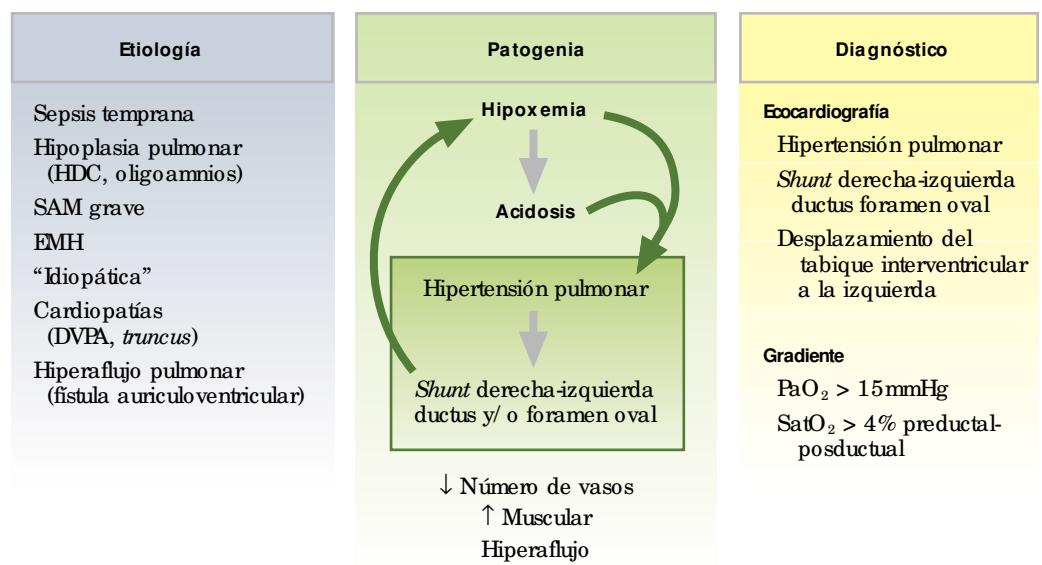 Etiología
Sepsis temprana
Hipoplasia pulmonar
(HDC, oligoamnios)
SAM grave
EMH
“Idiopática”
Cardiopatías
(DVPA, truncus)
Hiperaflujo pulmonar
(fístula auriculoventricular)
Patogenia
Hipoxemia
Acidosis
Hipertensión pulmonar
Shunt derecha-izquierda
ductus y/ o foramen oval
↓ Número de vasos
↑ Muscular
Hiperaflujo
Diagnóstico
Ecocardiografía
Hipertensión pulmonar
Shunt derecha-izquierda
ductus foramen oval
Desplazamiento del
tabique interventricular
a la izquierda
Gradiente
PaO₂ > 15mmHg
SatO₂ > 4% preductal-
posductual